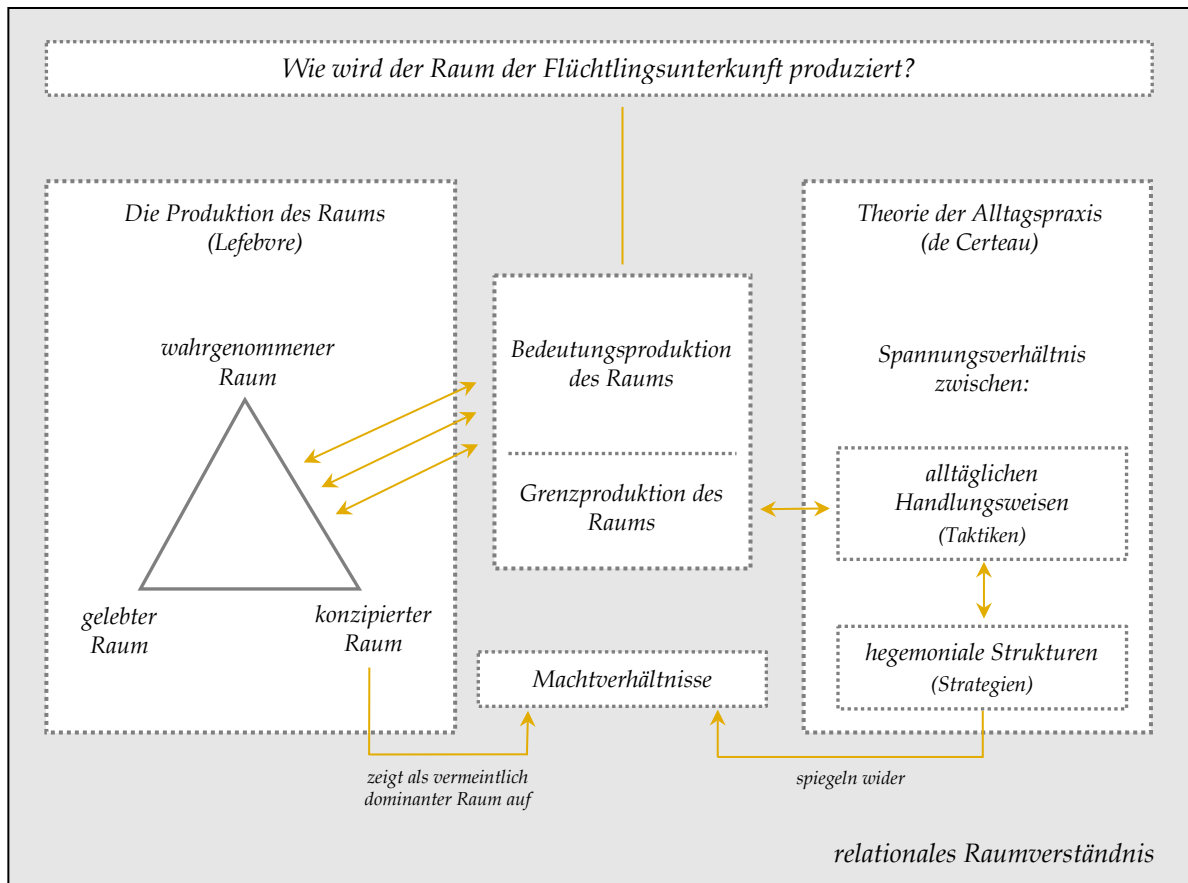 Wie wird der Raum der Flüchtlingsunterkunft produziert?
Die Produktion des Raums
(Lefebvre)
wahrgenommener
Raum
gelebter
Raum
konzipierter
Raum
zeigt als vermeintlich
dominanter Raum auf
Bedeutungsproduktion
des Raums
Grenzproduktion des
Raums
Machtverhältnisse
Theorie der Alltagspraxis
(de Certeau)
Spannungsverhältnis
zwischen:
alltäglichen
Handlungsweisen
(Taktiken)
hegemoniale Strukturen
(Strategien)
spiegeln wider
relationales Raumverständnis